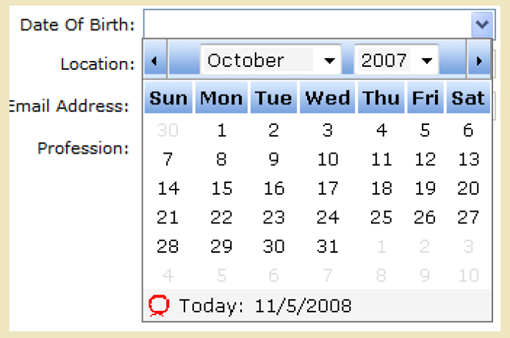 Date Of Birth:
Location:
October 2007
Email Address:
Sun Mon Tue Wed Thu Fri Sat
30 1 2 3 4 5 6
Profession:
7 8 9 10 11 12 13
14 15 16 17 18 19 20
21 22 23 24 25 26 27
28 29 30 31 1 2 3
4 5 6 7 8 9 10
Today: 11/5/2008